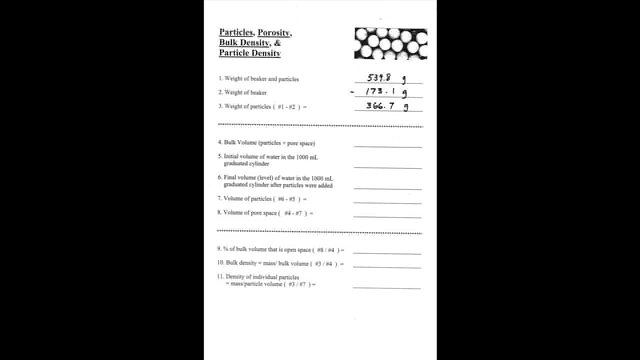 Particles, Porosity,
Bulk Density, &
Particle Density
1. Weight of beaker and particles 539.8 g
2. Weight of beaker - 173.1 g
3. Weight of particles ( #1 - #2 ) = 366.7 g
4. Bulk Volume (particles + pore space)
5. Initial volume of water in the 1000 mL
graduated cylinder
6. Final volume (level) of water in the 1000 mL
graduated cylinder after particles were added
7. Volume of particles ( #6 - #5 ) =
8. Volume of pore space ( #4 - #7 ) =
9. % of bulk volume that is open space ( #8 / #4 ) =
10. Bulk density = mass/ bulk volume ( #3 / #4 ) =
11. Density of individual particles
= mass/particle volume ( #3 / #7 ) =